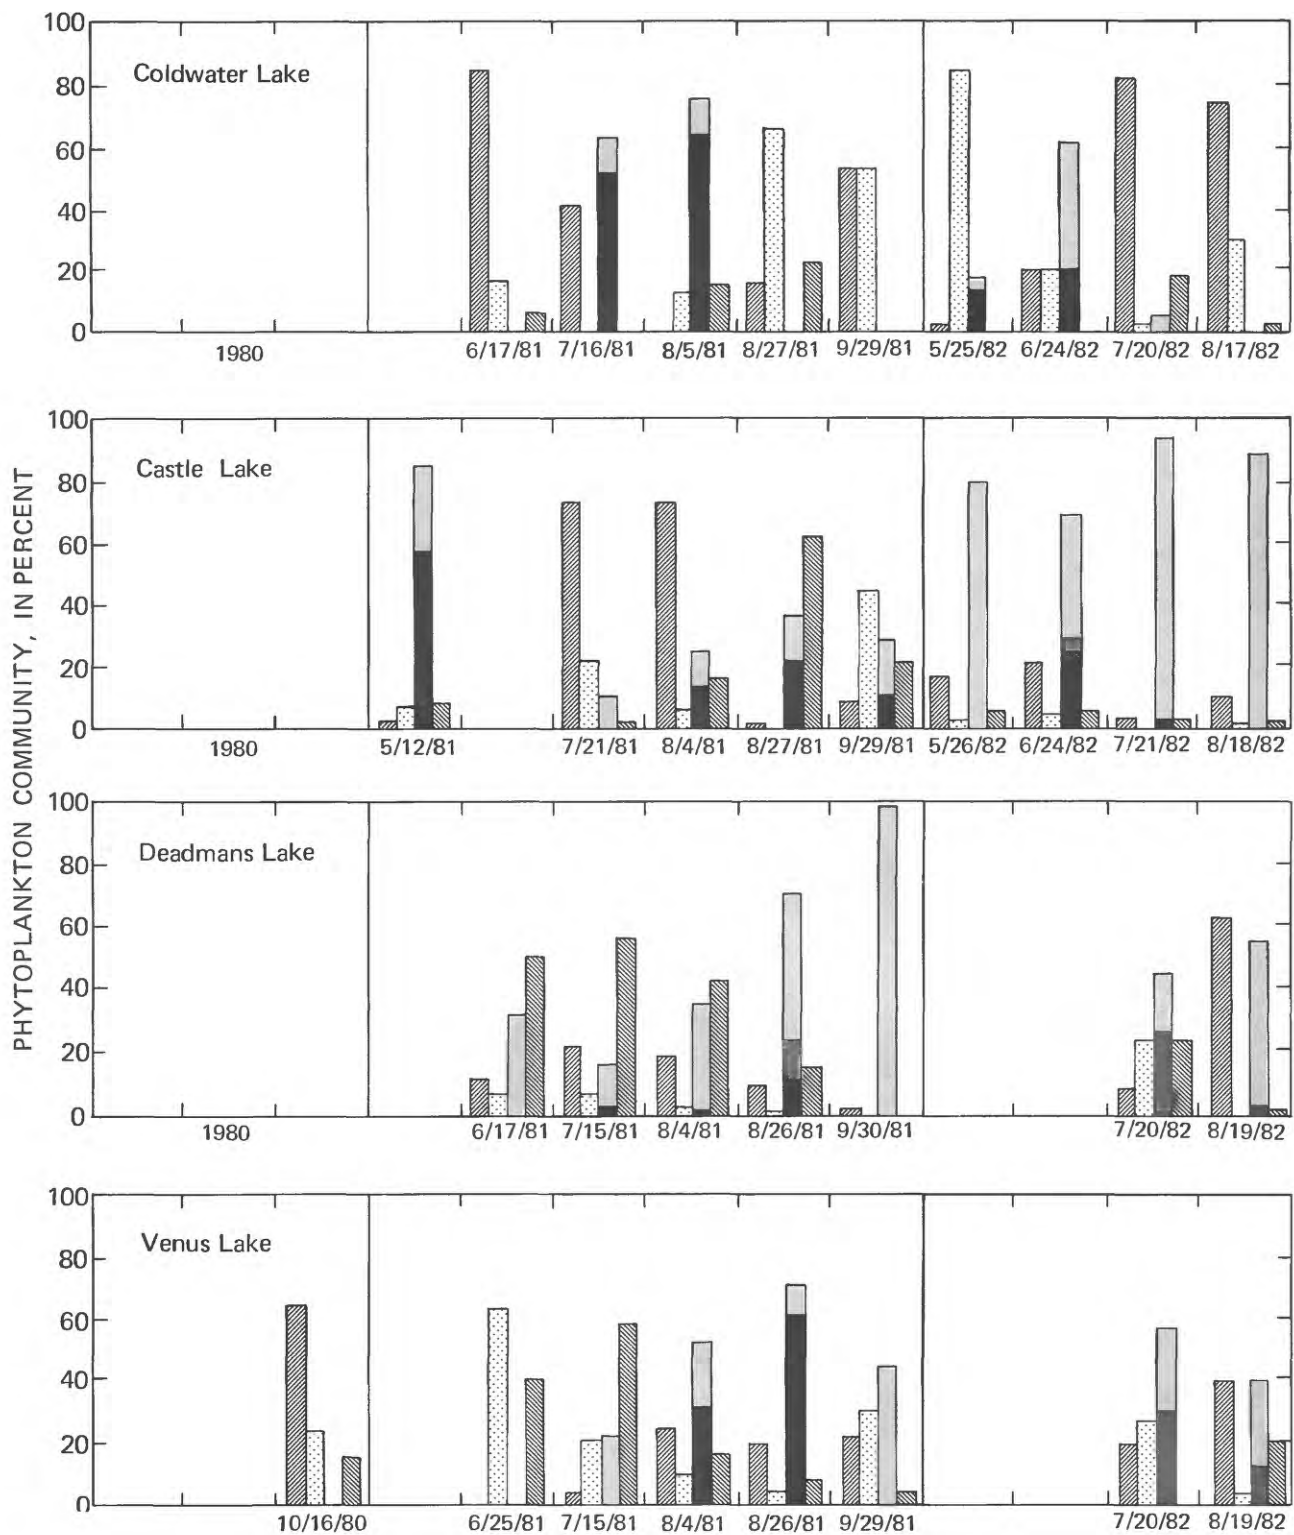 PHYTOPLANKTON COMMUNITY, IN PERCENT
100
80
60
40
20
0
Coldwater Lake
1980
6/17/81 7/16/81 8/5/81 8/27/81 9/29/81 5/25/82 6/24/82 7/20/82 8/17/82
100
80
60
40
20
0
Castle Lake
1980 5/12/81 7/21/81 8/4/81 8/27/81 9/29/81 5/26/82 6/24/82 7/21/82 8/18/82
100
80
60
40
20
0
Deadmans Lake
1980 6/17/81 7/15/81 8/4/81 8/26/81 9/30/81 7/20/82 8/19/82
100
80
60
40
20
0
Venus Lake
10/16/80 6/25/81 7/15/81 8/4/81 8/26/81 9/29/81 7/20/82 8/19/82